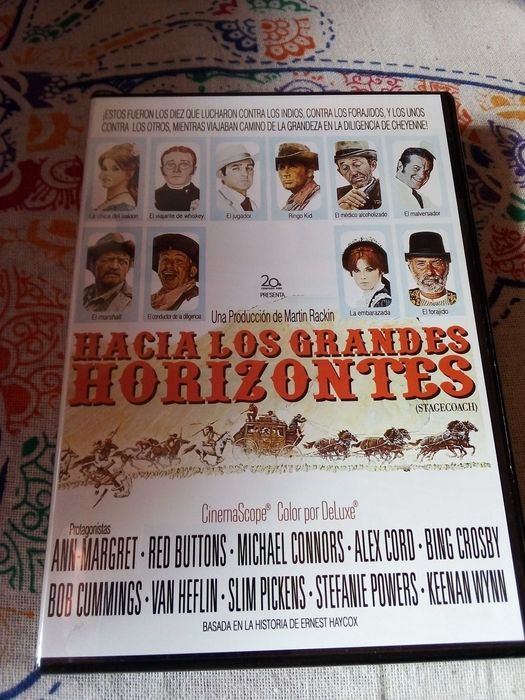 ¡ESTOS FUERON LOS DIEZ QUE LUCHARON CONTRA LOS INDIOS, CONTRA LOS FORAJIDOS, Y LOS UNOS
CONTRA LOS OTROS, MIENTRAS VIAJABAN CAMINO DE LA GRANDEZA EN LA DILIGENCIA DE CHEYENNE!
La chica del saloon
El viajante de whiskey
El jugador
Ringo Kid
El médico alcoholizado
El malversador
El marshall
El conductor de la diligencia
La embarazada
El forajido
20th
PRESENTA
Una Producción de Martin Rackin
HACIA LOS GRANDES
HORIZONTES
(STAGECOACH)
CinemaScope® Color por DeLuxe®
Protagonistas
ANN-MARGRET · RED BUTTONS · MICHAEL CONNORS · ALEX CORD · BING CROSBY
BOB CUMMINGS · VAN HEFLIN · SLIM PICKENS · STEFANIE POWERS · KEENAN WYNN
BASADA EN LA HISTORIA DE ERNEST HAYCOX